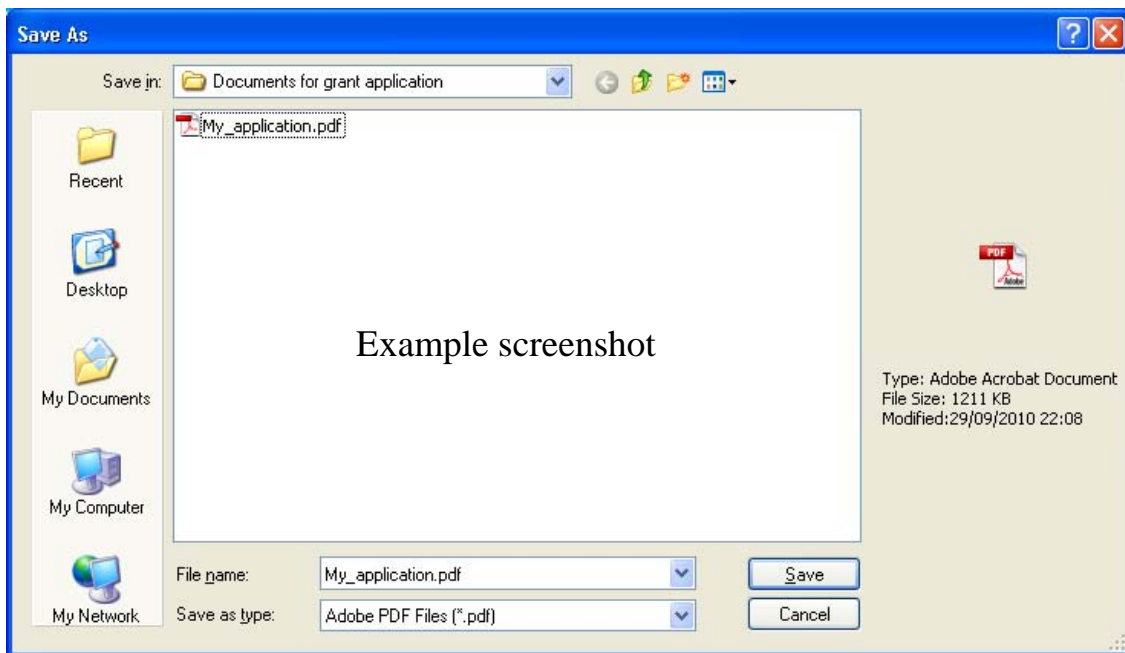 Save As
Save in: Documents for grant application
My_application.pdf
Recent
Desktop
My Documents
My Computer
My Network
Example screenshot
PDF
Adobe
Type: Adobe Acrobat Document
File Size: 1211 KB
Modified:29/09/2010 22:08
File name: My_application.pdf Save
Save as type: Adobe PDF Files (*.pdf) Cancel